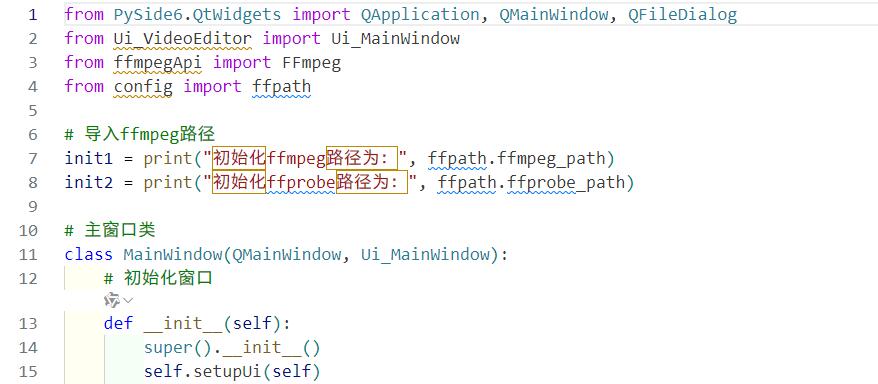 1 from PySide6.QtWidgets import QApplication, QMainWindow, QFileDialog
2 from Ui_VideoEditor import Ui_MainWindow
3 from ffmpegApi import FFmpeg
4 from config import ffpath
5
6 # 导入ffmpeg路径
7 init1 = print("初始化ffmpeg路径为：", ffpath.ffmpeg_path)
8 init2 = print("初始化ffprobe路径为：", ffpath.ffprobe_path)
9
10 # 主窗口类
11 class MainWindow(QMainWindow, Ui_MainWindow):
12 # 初始化窗口
13 def __init__(self):
14 super().__init__()
15 self.setupUi(self)